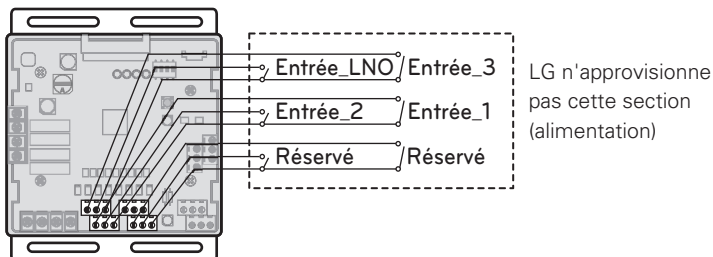 Entrée_LNO Entrée_3
Entrée_2 Entrée_1
Réservé Réservé
LG n'approvisionne
pas cette section
(alimentation)